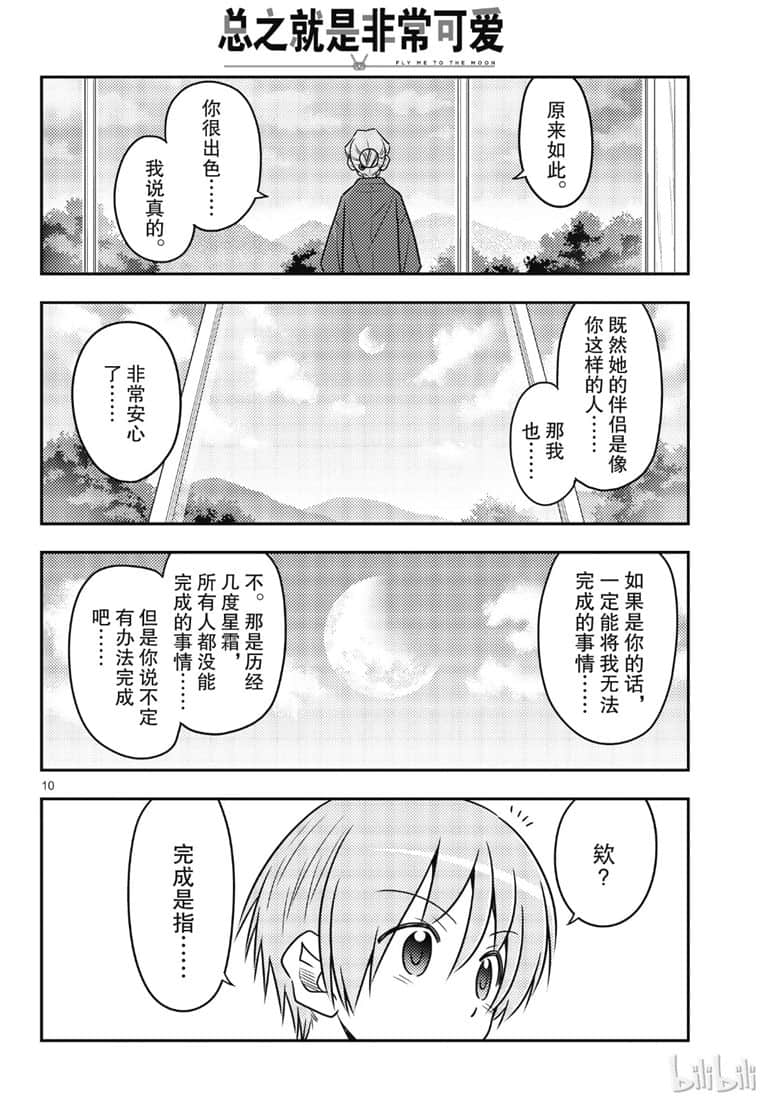 总之就是非常可爱
FLY ME TO THE MOON
原来如此。
你很出色……
我说真的。
既然她的伴侣是像
你这样的人……
那我
也……
非常安心
了……
如果是你的话，
一定能将我无法
完成的事情……
不。那是历经
几度星霜，
所有人都没能
完成的事情……
但是你说不定
有办法完成
吧……
10
欸？
完成是指……
bilibili